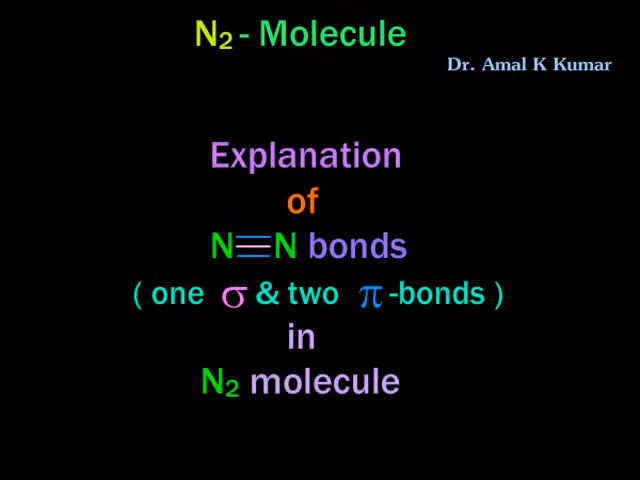 N₂ - Molecule
Dr. Amal K Kumar
Explanation
of
N≡N bonds
( one σ & two π -bonds )
in
N₂ molecule